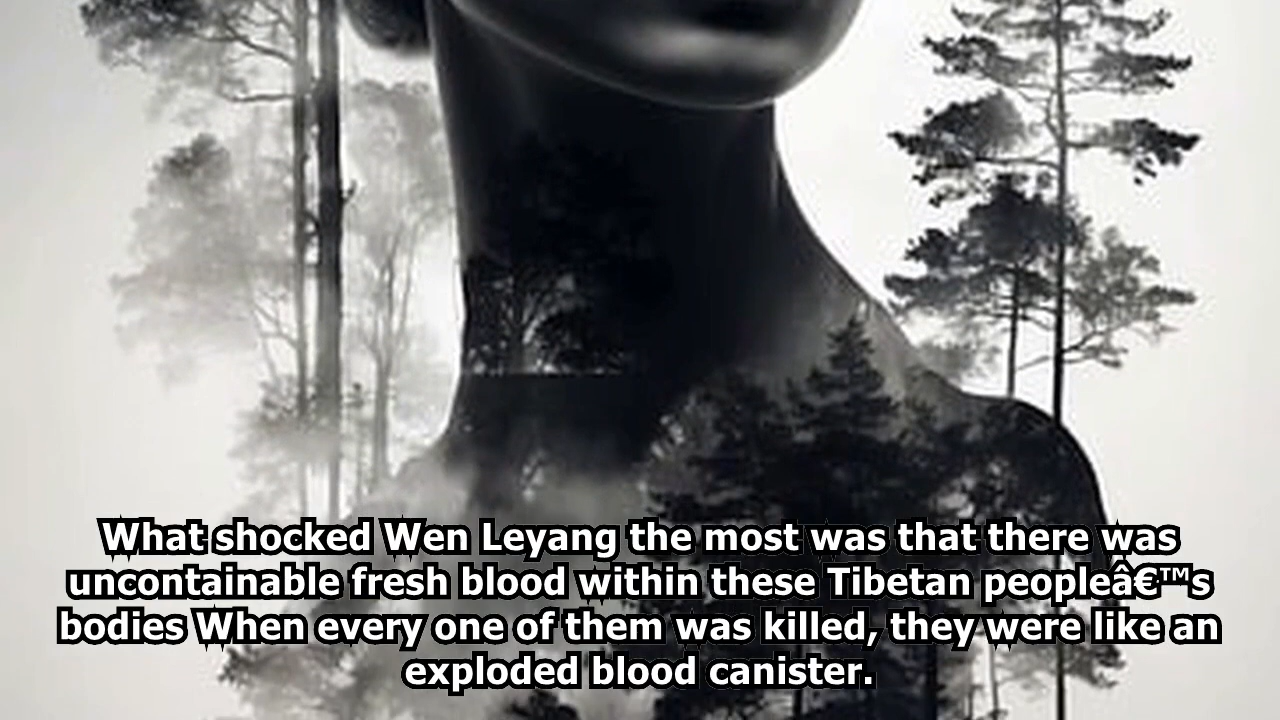 What shocked Wen Leyang the most was that there was
uncontainable fresh blood within these Tibetan peopleâ€™s
bodies When every one of them was killed, they were like an
exploded blood canister.